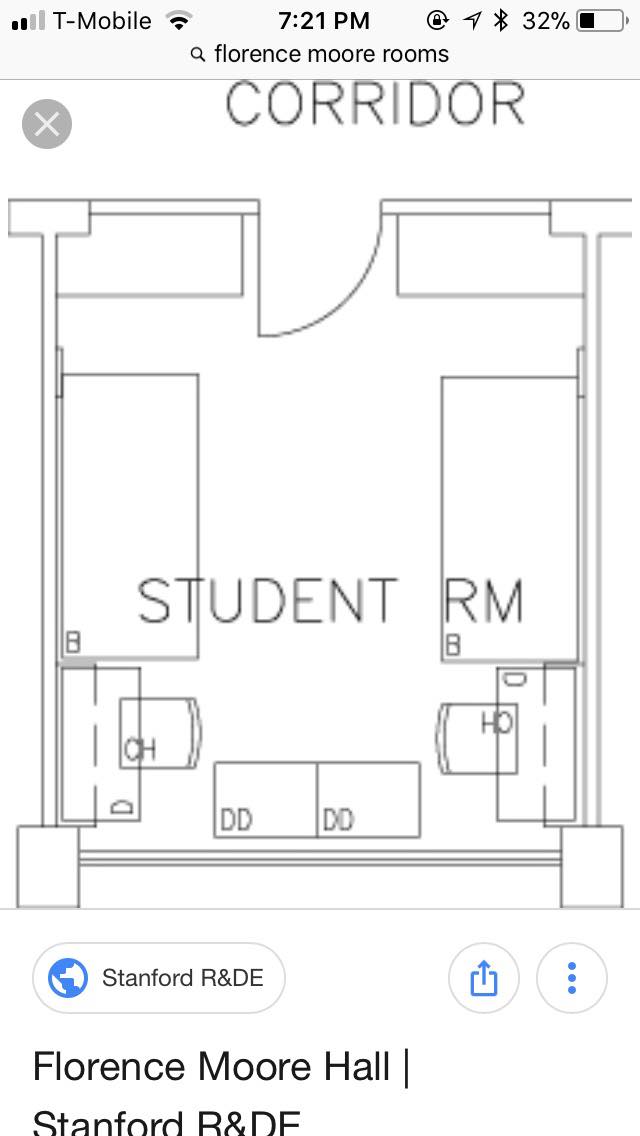 T-Mobile 7:21 PM 32%
florence moore rooms
CORRIDOR
STUDENT RM
B B
D
CH CH
D
DD DD
Stanford R&DE
Florence Moore Hall |
Stanford R&DE